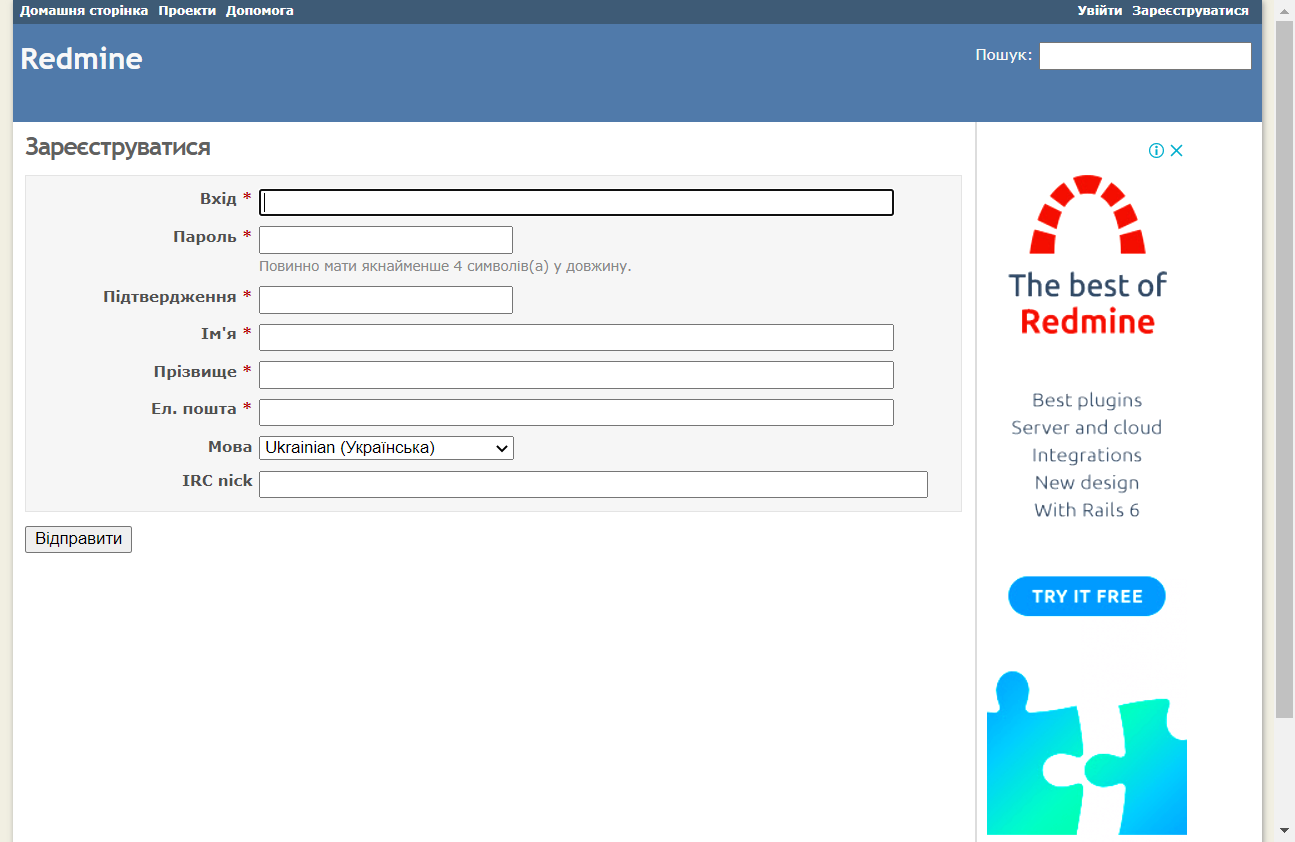 Домашня сторінка Проекти Допомога Увійти Зареєструватися
Redmine Пошук:
Зареєструватися
Вхід *
Пароль *
Повинно мати якнайменше 4 символів(а) у довжину.
Підтвердження *
Ім'я *
Прізвище *
Ел. пошта *
Мова Ukrainian (Українська)
IRC nick
Відправити
The best of
Redmine
Best plugins
Server and cloud
Integrations
New design
With Rails 6
TRY IT FREE